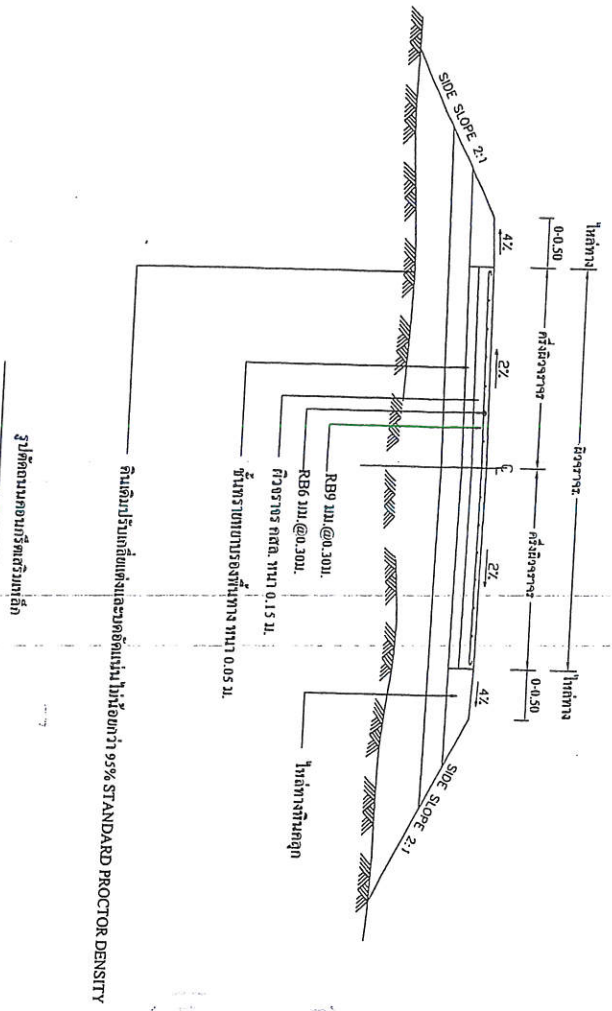 ไหล่ทาง
ผิวจราจร
ไหล่ทาง
0-0.50
ครึ่งผิวจราจร
ครึ่งผิวจราจร
0-0.50
SIDE SLOPE 2:1
4%
2%
2%
4%
SIDE SLOPE 2:1
RB9 มม.@0.30ม.
RB6 มม.@0.30ม.
ผิวจราจร คสล. หนา 0.15 ม.
ชั้นทรายหยาบรองพื้นทาง หนา 0.05 ม.
ไหล่ทางหินคลุก
ดินเดิมปรับเกลี่ยแต่งและบดอัดแน่นไม่น้อยกว่า 95% STANDARD PROCTOR DENSITY
รูปตัดถนนคอนกรีตเสริมเหล็ก